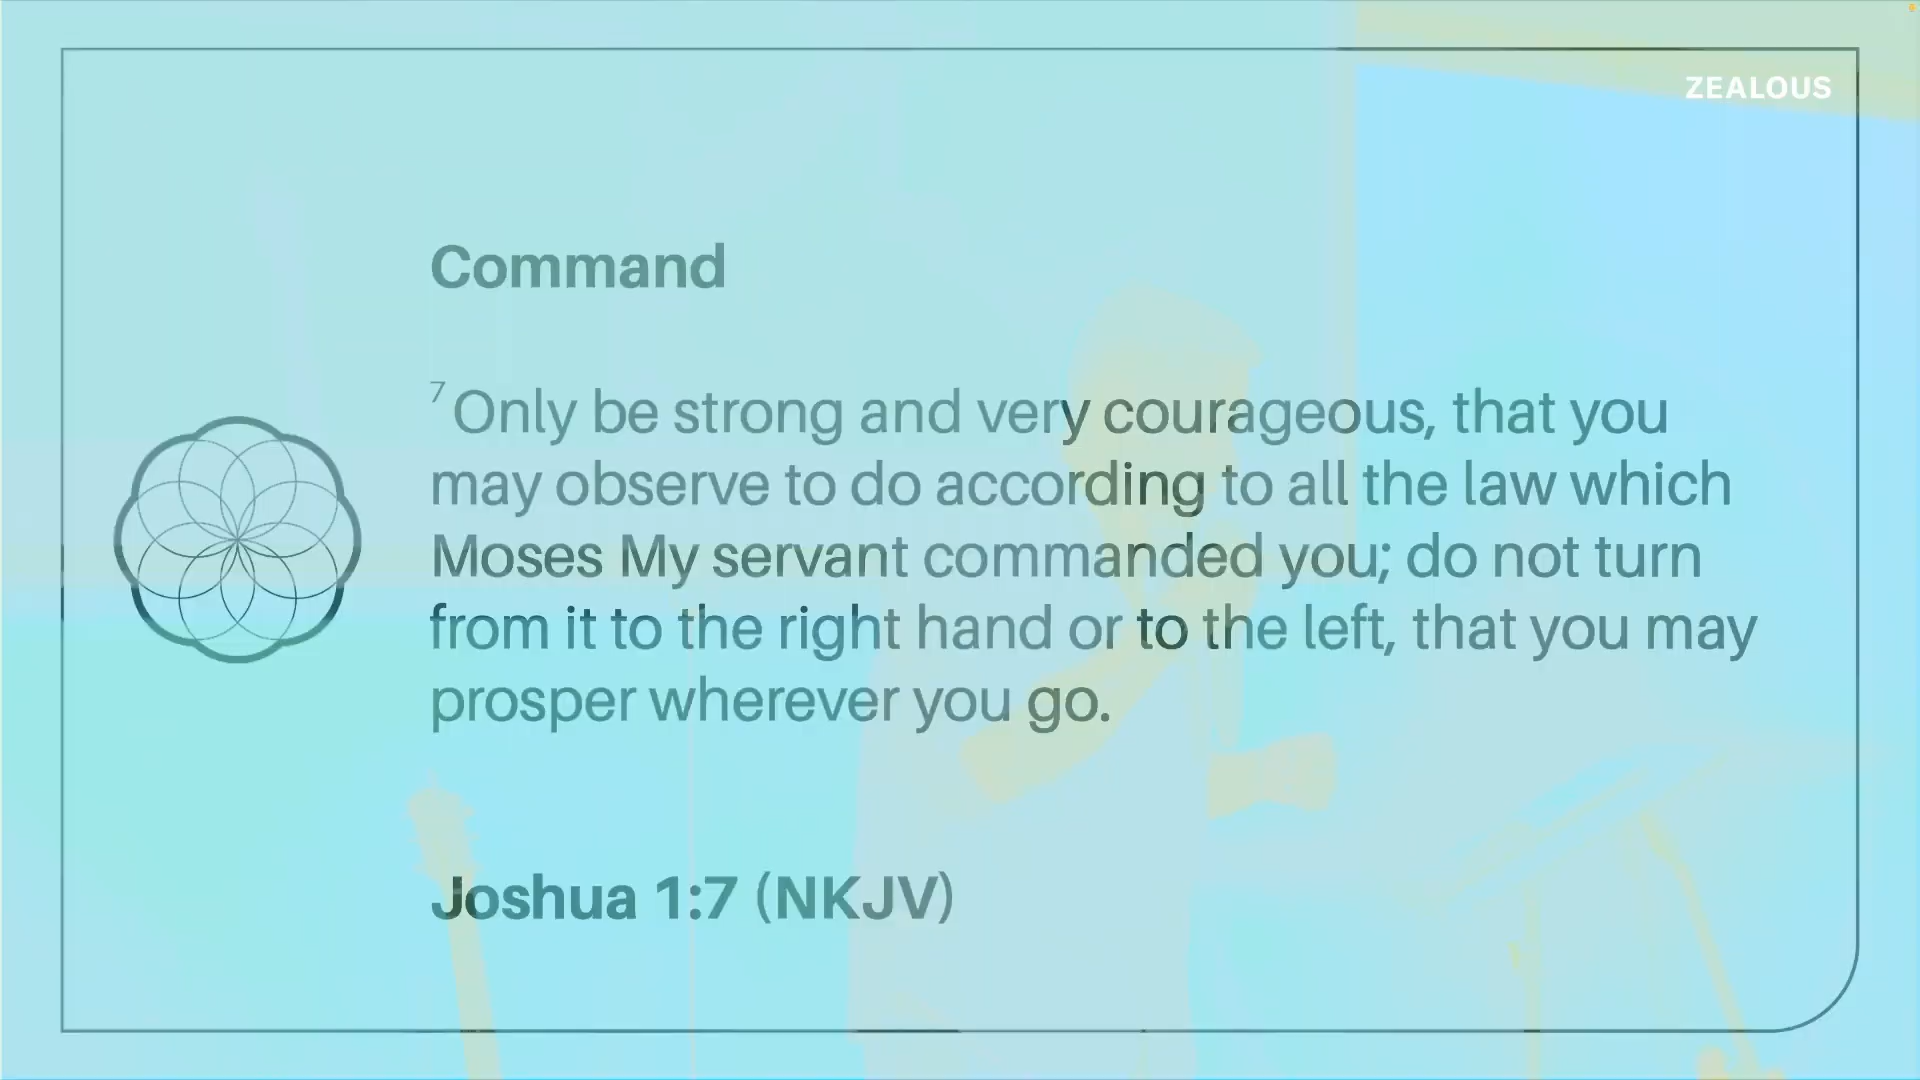 ZEALOUS
Command
7 Only be strong and very courageous, that you
may observe to do according to all the law which
Moses My servant commanded you; do not turn
from it to the right hand or to the left, that you may
prosper wherever you go.
Joshua 1:7 (NKJV)